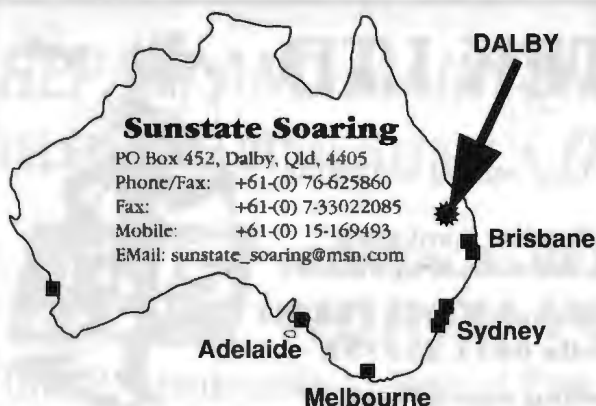 DALBY
Sunstate Soaring
PO Box 452, Dalby, Qld, 4405
Phone/Fax: +61-(0) 76-625860
Fax: +61-(0) 7-33022085
Mobile: +61-(0) 15-169493
EMail: sunstate_soaring@msn.com
Brisbane
Sydney
Adelaide
Melbourne